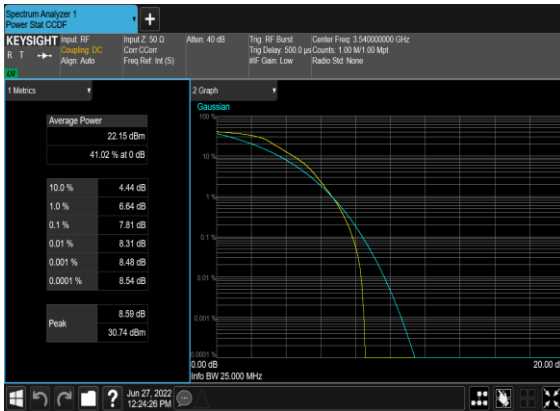 Spectrum Analyzer 1
Power Stat CCDF
+
KEYSIGHT
R T
LXI
Input: RF
Coupling: DC
Align: Auto
Input Z: 50 Ω
Corr CCorr
Freq Ref: Int (S)
Atten: 40 dB
Trig: RF Burst
Trig Delay: 500.0 µs
#IF Gain: Low
Center Freq: 3.540000000 GHz
Counts: 1.00 M/1.00 Mpt
Radio Std: None
1 Metrics
Average Power
22.15 dBm
41.02 % at 0 dB
10.0 % 4.44 dB
1.0 % 6.64 dB
0.1 % 7.81 dB
0.01 % 8.31 dB
0.001 % 8.48 dB
0.0001 % 8.54 dB
Peak
8.59 dB
30.74 dBm
2 Graph
Gaussian
100 %
10 %
1 %
0.1 %
0.01 %
0.001 %
0.0001 %
0.00 dB
20.00 d
Info BW 25.000 MHz
?
Jun 27, 2022
12:24:26 PM